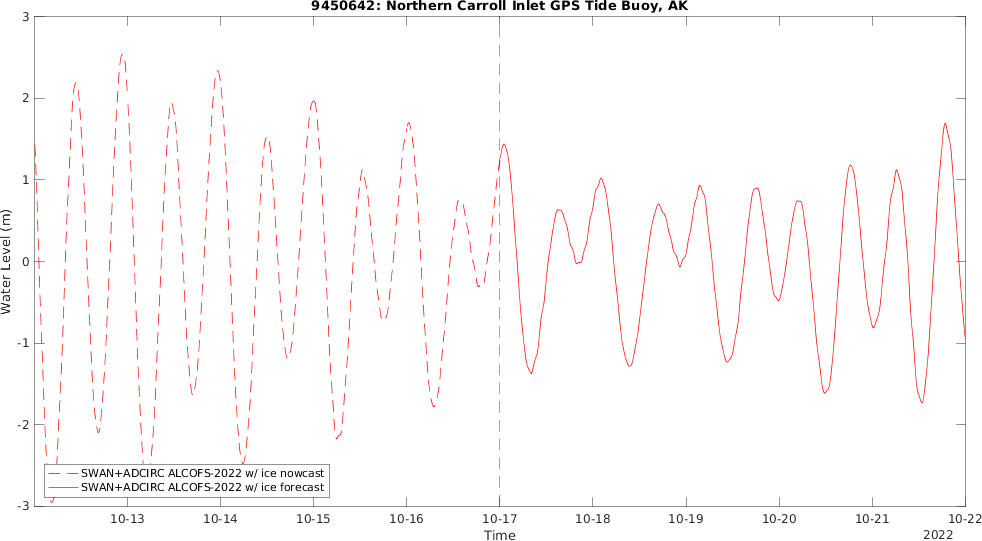 9450642: Northern Carroll Inlet GPS Tide Buoy, AK
3
2
1
0
-1
-2
-3
Water Level (m)
SWAN+ADCIRC ALCOFS-2022 w/ ice nowcast
SWAN+ADCIRC ALCOFS-2022 w/ ice forecast
10-13 10-14 10-15 10-16 10-17 10-18 10-19 10-20 10-21 10-22
Time
2022